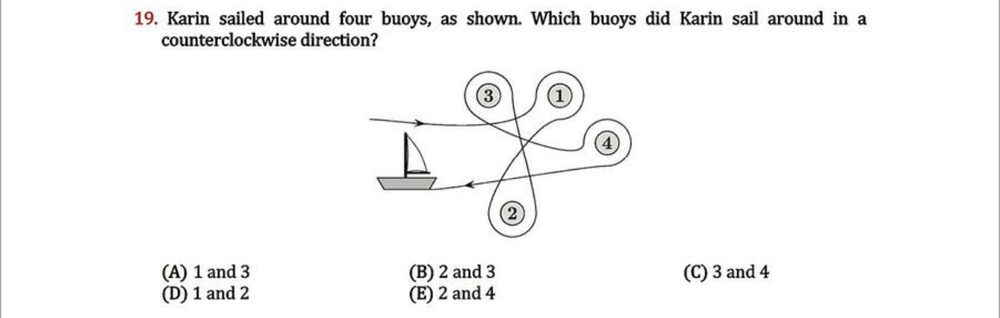 19. Karin sailed around four buoys, as shown. Which buoys did Karin sail around in a
counterclockwise direction?
3
1
4
2
(A) 1 and 3
(B) 2 and 3
(C) 3 and 4
(D) 1 and 2
(E) 2 and 4